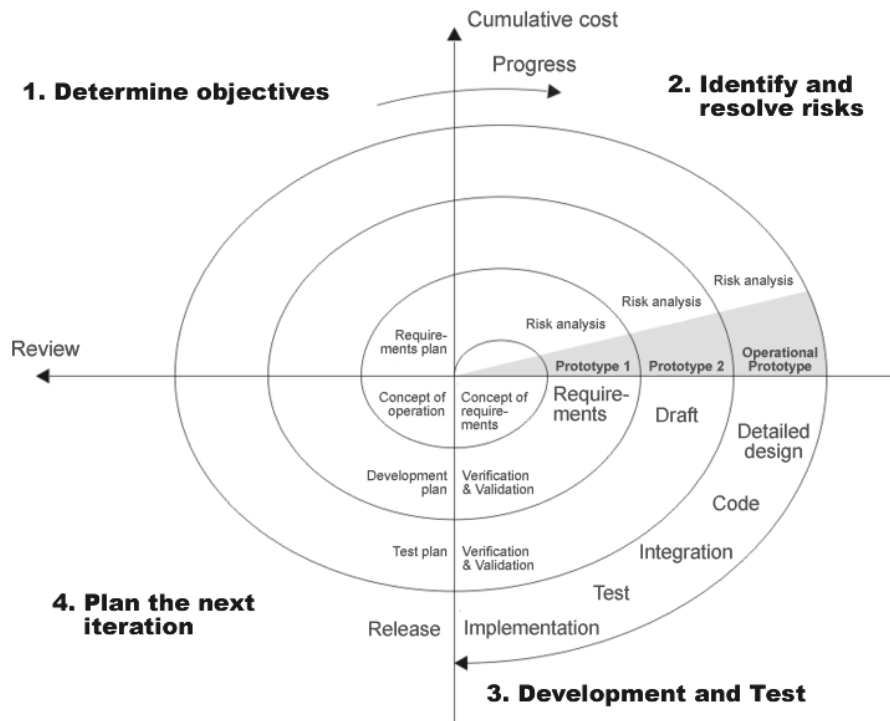 Cumulative cost
Progress
1. Determine objectives
2. Identify and
resolve risks
Risk analysis
Risk analysis
Risk analysis
Require-
ments plan
Review
Prototype 1
Prototype 2
Operational
Prototype
Concept of
operation
Concept of
require-
ments
Require-
ments
Draft
Detailed
design
Development
plan
Verification
& Validation
Code
Test plan
Verification
& Validation
Integration
Test
4. Plan the next
iteration
Release
Implementation
3. Development and Test